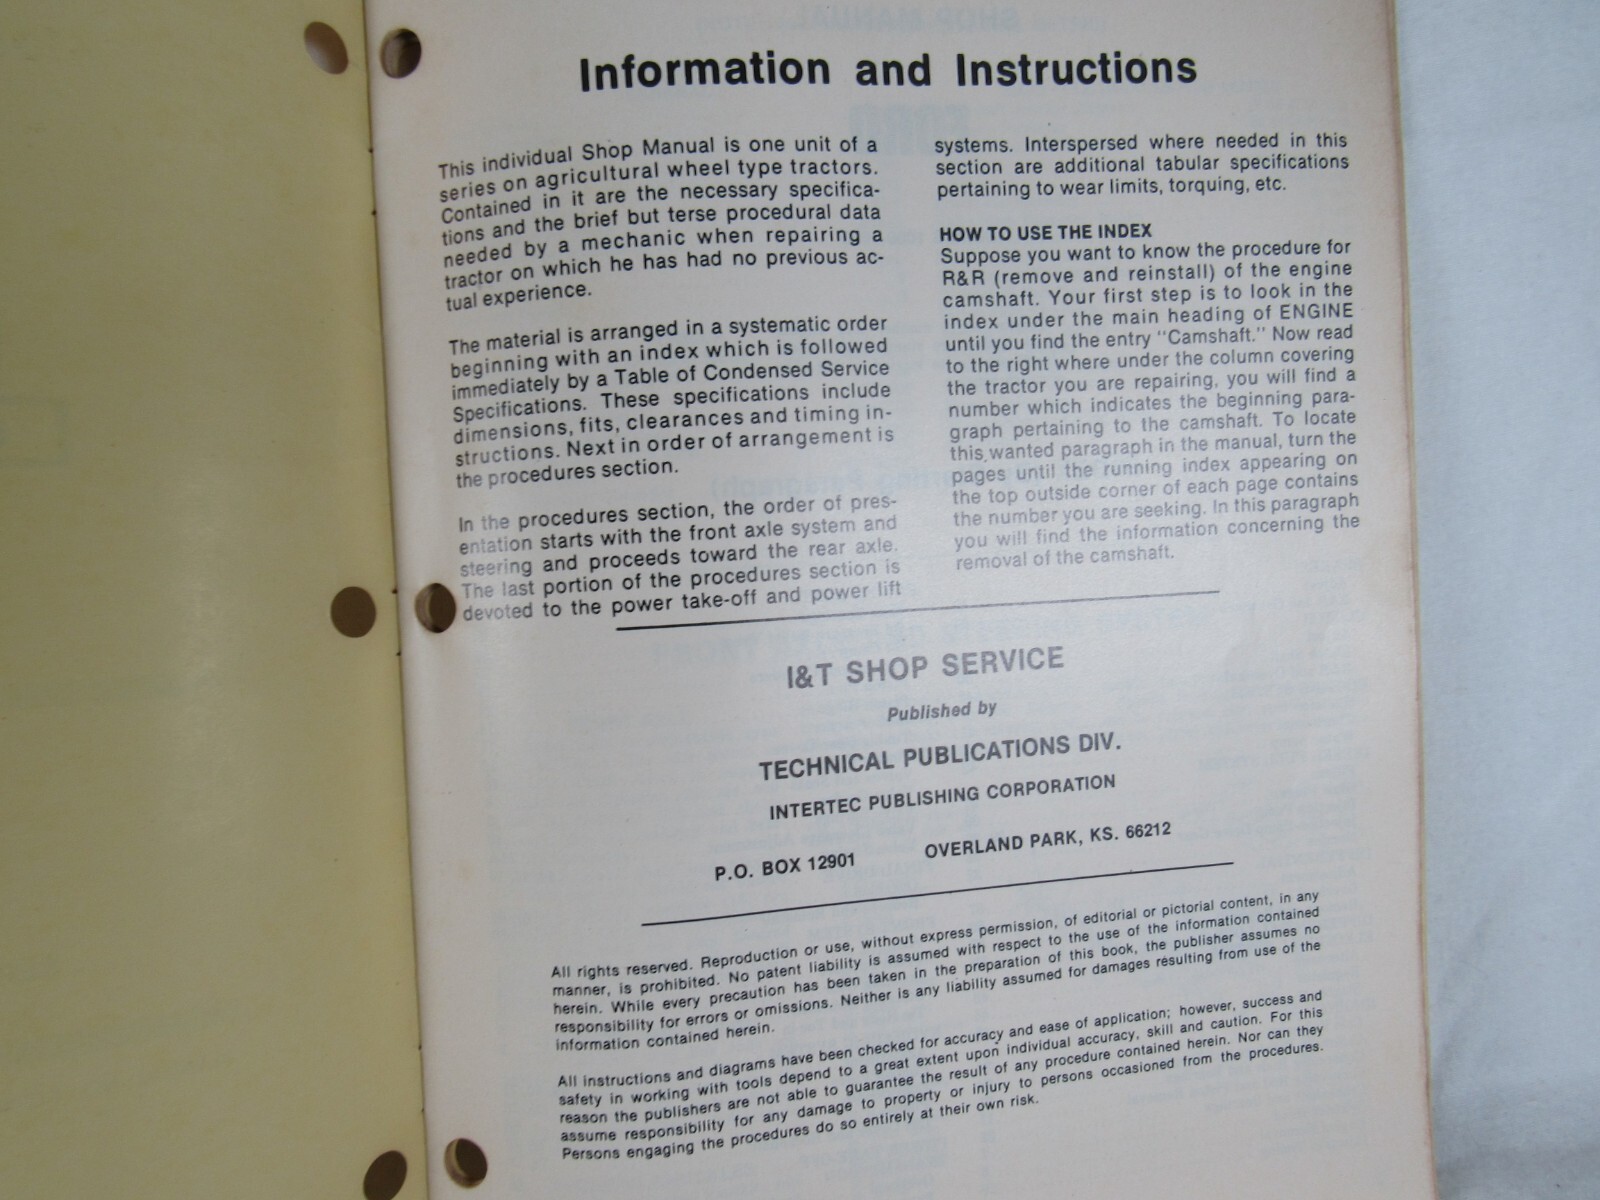 Information and Instructions
This individual Shop Manual is one unit of a
series on agricultural wheel type tractors.
Contained in it are the necessary specifica-
tions and the brief but terse procedural data
needed by a mechanic when repairing a
tractor on which he has had no previous ac-
tual experience.
The material is arranged in a systematic order
beginning with an index which is followed
immediately by a Table of Condensed Service
Specifications. These specifications include
dimensions, fits, clearances and timing in-
structions. Next in order of arrangement is
the procedures section.
In the procedures section, the order of pres-
entation starts with the front axle system and
steering and proceeds toward the rear axle.
The last portion of the procedures section is
devoted to the power take-off and power lift
systems. Interspersed where needed in this
section are additional tabular specifications
pertaining to wear limits, torquing, etc.
HOW TO USE THE INDEX
Suppose you want to know the procedure for
R&R (remove and reinstall) of the engine
camshaft. Your first step is to look in the
index under the main heading of ENGINE
until you find the entry "Camshaft." Now read
to the right where under the column covering
the tractor you are repairing, you will find a
number which indicates the beginning para-
graph pertaining to the camshaft. To locate
this wanted paragraph in the manual, turn the
pages until the running index appearing on
the top outside corner of each page contains
the number you are seeking. In this paragraph
you will find the information concerning the
removal of the camshaft.
I&T SHOP SERVICE
Published by
TECHNICAL PUBLICATIONS DIV.
INTERTEC PUBLISHING CORPORATION
P.O. BOX 12901 OVERLAND PARK, KS. 66212
All rights reserved. Reproduction or use, without express permission, of editorial or pictorial content, in any
manner, is prohibited. No patent liability is assumed with respect to the use of the information contained
herein. While every precaution has been taken in the preparation of this book, the publisher assumes no
responsibility for errors or omissions. Neither is any liability assumed for damages resulting from use of the
information contained herein.
All instructions and diagrams have been checked for accuracy and ease of application; however, success and
safety in working with tools depend to a great extent upon individual accuracy, skill and caution. For this
reason the publishers are not able to guarantee the result of any procedure contained herein. Nor can they
assume responsibility for any damage to property or injury to persons occasioned from the procedures.
Persons engaging the procedures do so entirely at their own risk.